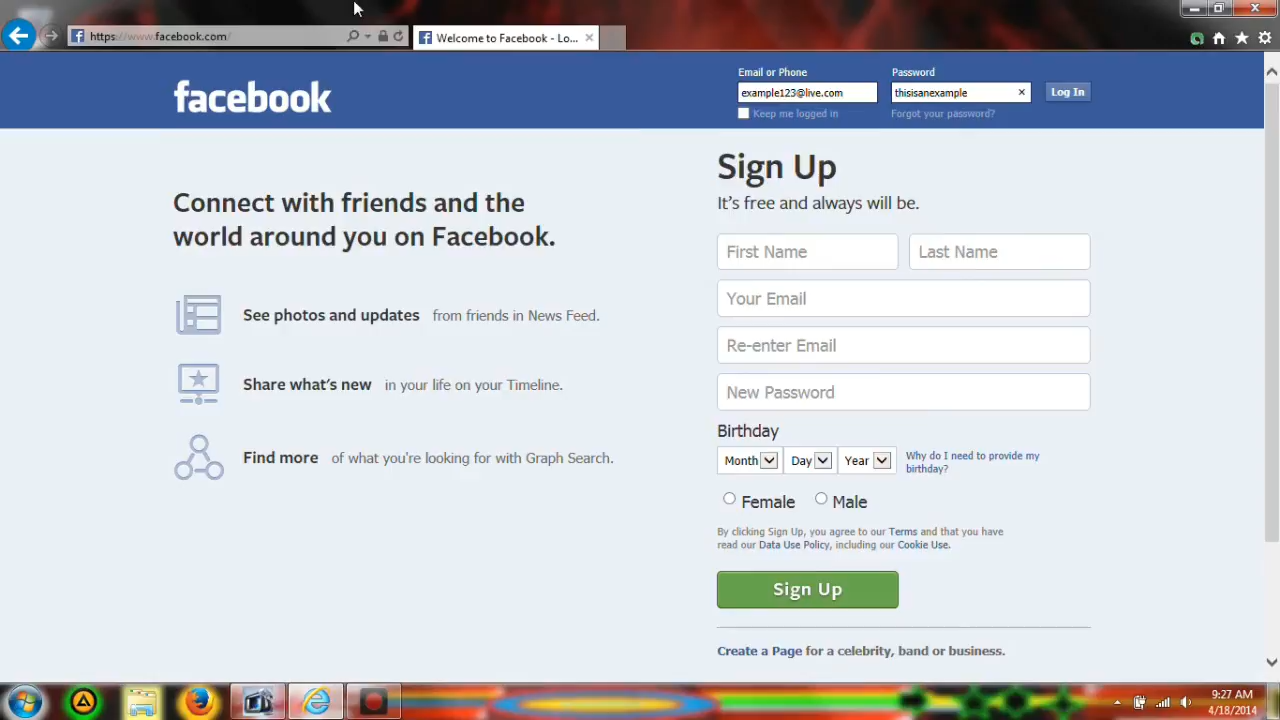 https://www.facebook.com/
Welcome to Facebook - Lo...
facebook
Email or Phone
Password
example123@live.com
thisisanexample
Log In
Keep me logged in
Forgot your password?
Connect with friends and the
world around you on Facebook.
See photos and updates from friends in News Feed.
Share what's new in your life on your Timeline.
Find more of what you're looking for with Graph Search.
Sign Up
It's free and always will be.
First Name
Last Name
Your Email
Re-enter Email
New Password
Birthday
Month
Day
Year
Why do I need to provide my
birthday?
Female
Male
By clicking Sign Up, you agree to our Terms and that you have
read our Data Use Policy, including our Cookie Use.
Sign Up
Create a Page for a celebrity, band or business.
9:27 AM
4/18/2014